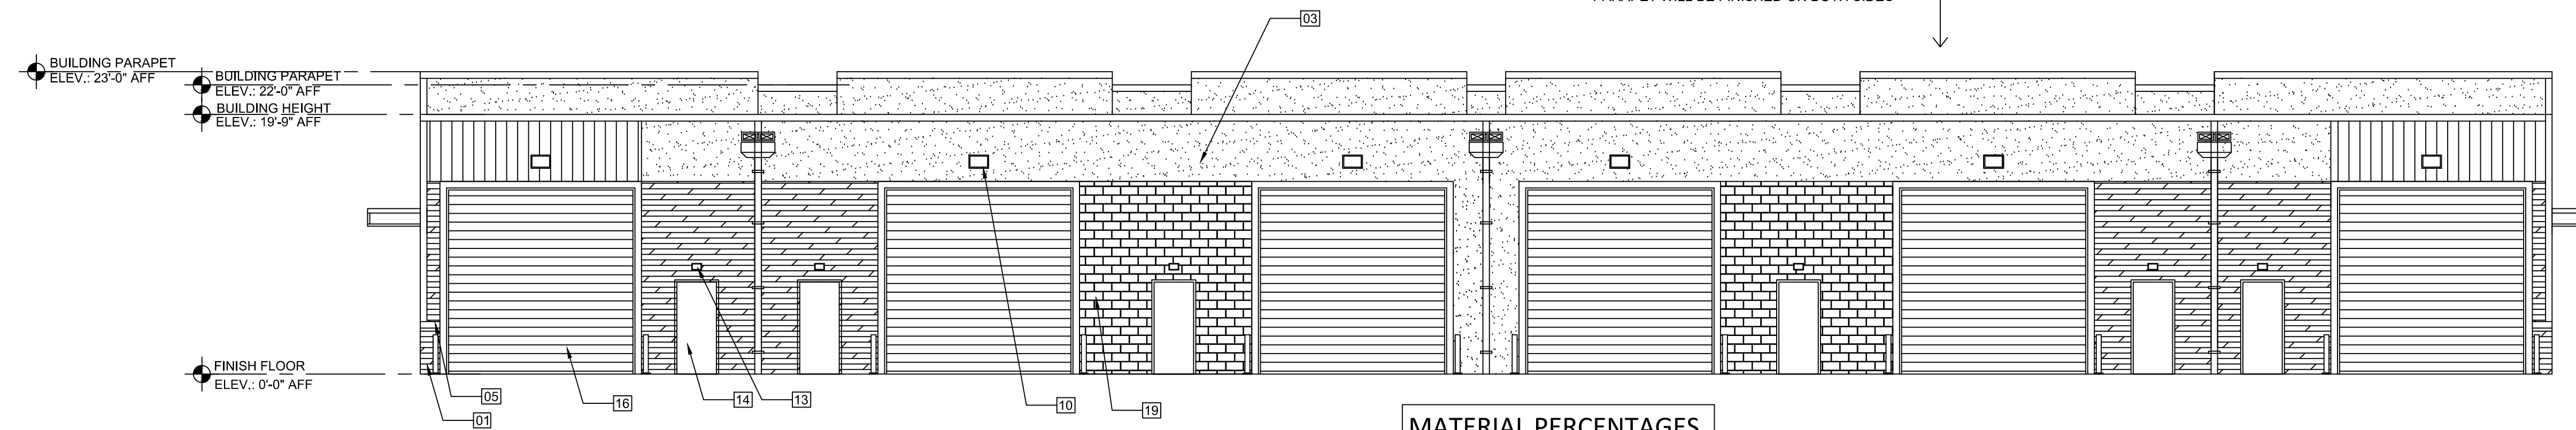 03
BUILDING PARAPET
ELEV.: 23'-0" AFF
BUILDING PARAPET
ELEV.: 22'-0" AFF
BUILDING HEIGHT
ELEV.: 19'-9" AFF
FINISH FLOOR
ELEV.: 0'-0" AFF
05
01
16
14
13
10
19
MATERIAL PERCENTAGES